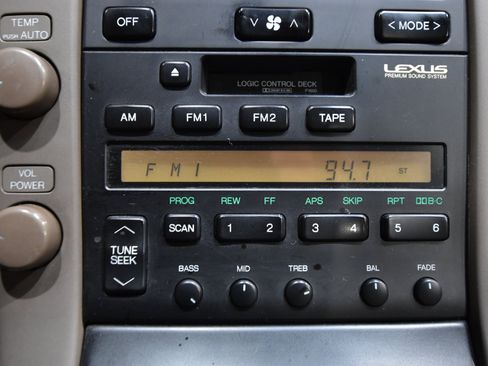 TEMP
PUSH AUTO
OFF
< MODE >
LEXUS
PREMIUM SOUND SYSTEM
LOGIC CONTROL DECK
AM FM1 FM2 TAPE
FM1 94.7 ST
VOL
POWER
PROG REW FF APS SKIP RPT B·C
SCAN 1 2 3 4 5 6
TUNE
SEEK
BASS MID TREB BAL FADE